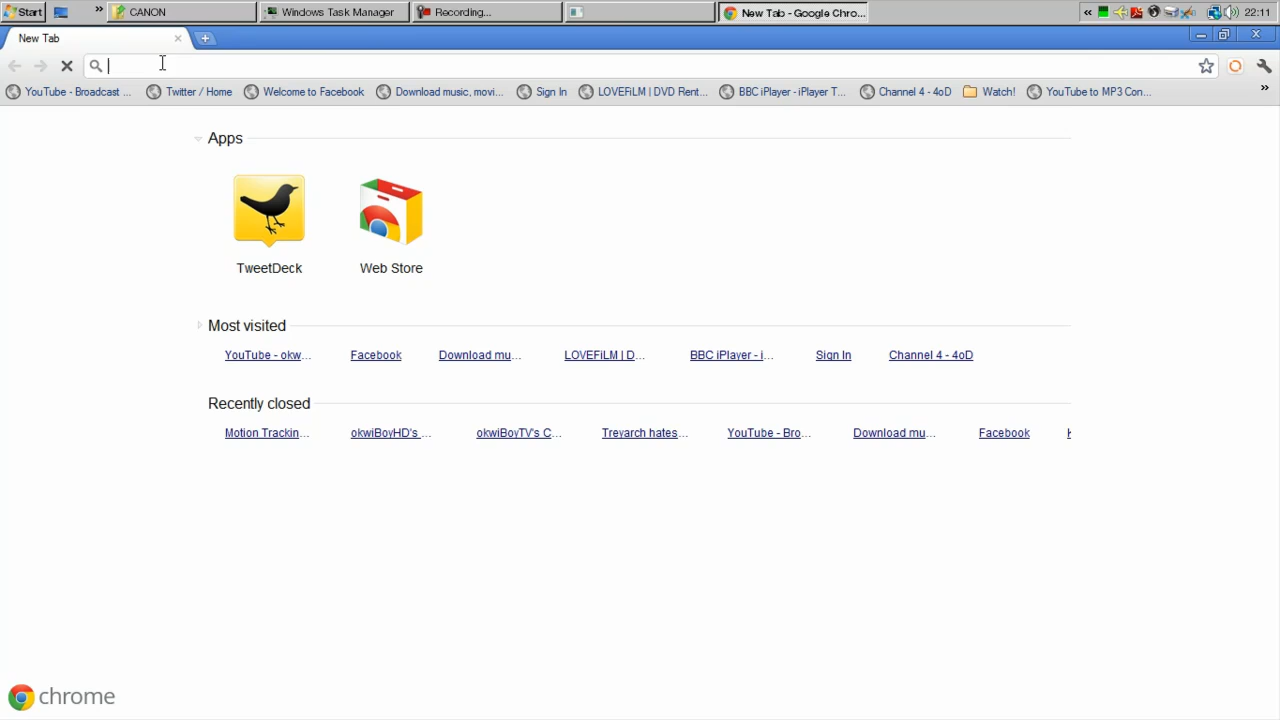 Start » CANON Windows Task Manager Recording... New Tab - Google Chro... « 22:11
New Tab
YouTube - Broadcast ... Twitter / Home Welcome to Facebook Download music, movi... Sign In LOVEFiLM | DVD Rent... BBC iPlayer - iPlayer T... Channel 4 - 4oD Watch! YouTube to MP3 Con... »
Apps
TweetDeck Web Store
Most visited
YouTube - okw... Facebook Download mu... LOVEFiLM | D... BBC iPlayer - i... Sign In Channel 4 - 4oD
Recently closed
Motion Trackin... okwiBoyHD's ... okwiBoyTV's C... Treyarch hates... YouTube - Bro... Download mu... Facebook
chrome